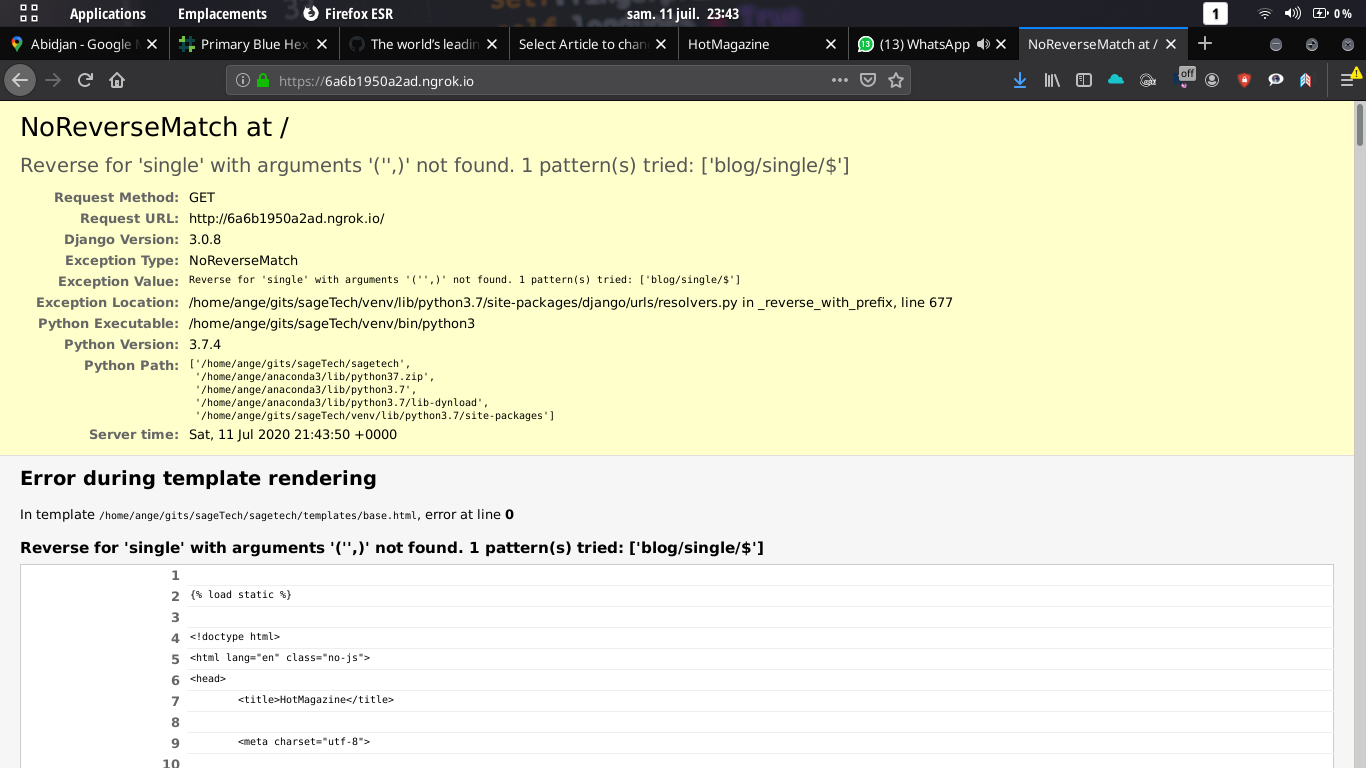 Applications Emplacements Firefox ESR sam. 11 juil. 23:43 1 0 %
Abidjan - Google M Primary Blue Hex The world's leadin Select Article to chan HotMagazine (13) WhatsApp NoReverseMatch at /
https://6a6b1950a2ad.ngrok.io off
NoReverseMatch at /
Reverse for 'single' with arguments '('',)' not found. 1 pattern(s) tried: ['blog/single/$']
Request Method: GET
Request URL: http://6a6b1950a2ad.ngrok.io/
Django Version: 3.0.8
Exception Type: NoReverseMatch
Exception Value: Reverse for 'single' with arguments '('',)' not found. 1 pattern(s) tried: ['blog/single/$']
Exception Location: /home/ange/gits/sageTech/venv/lib/python3.7/site-packages/django/urls/resolvers.py in _reverse_with_prefix, line 677
Python Executable: /home/ange/gits/sageTech/venv/bin/python3
Python Version: 3.7.4
Python Path: ['/home/ange/gits/sageTech/sagetech',
'/home/ange/anaconda3/lib/python37.zip',
'/home/ange/anaconda3/lib/python3.7',
'/home/ange/anaconda3/lib/python3.7/lib-dynload',
'/home/ange/gits/sageTech/venv/lib/python3.7/site-packages']
Server time: Sat, 11 Jul 2020 21:43:50 +0000
Error during template rendering
In template /home/ange/gits/sageTech/sagetech/templates/base.html, error at line 0
Reverse for 'single' with arguments '('',)' not found. 1 pattern(s) tried: ['blog/single/$']
1
2 {% load static %}
3
4 <!doctype html>
5 <html lang="en" class="no-js">
6 <head>
7 <title>HotMagazine</title>
8
9 <meta charset="utf-8">
10